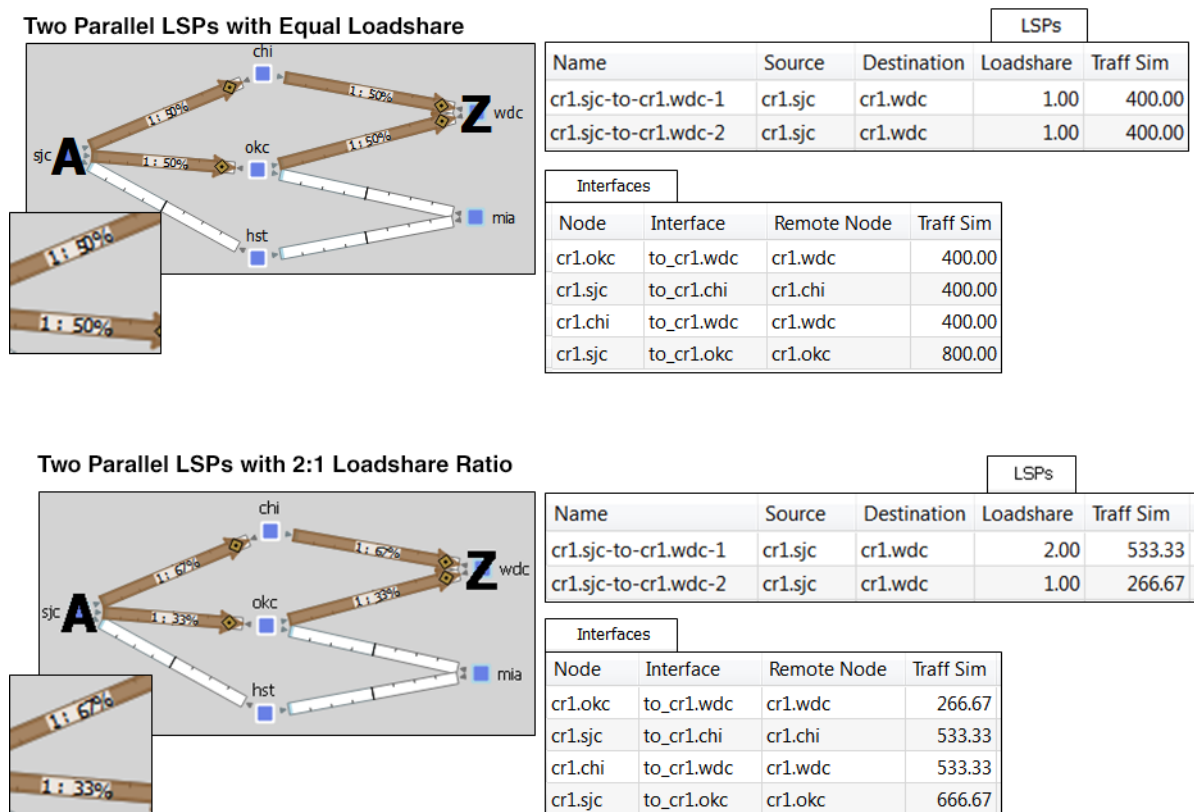 Two Parallel LSPs with Equal Loadshare
chi
1: 50%
1: 50%
A
sjc
Z
wdc
okc
1: 50%
1: 50%
mia
hst
1: 50%
1: 50%
LSPs
Name Source Destination Loadshare Traff Sim
cr1.sjc-to-cr1.wdc-1 cr1.sjc cr1.wdc 1.00 400.00
cr1.sjc-to-cr1.wdc-2 cr1.sjc cr1.wdc 1.00 400.00
Interfaces
Node Interface Remote Node Traff Sim
cr1.okc to_cr1.wdc cr1.wdc 400.00
cr1.sjc to_cr1.chi cr1.chi 400.00
cr1.chi to_cr1.wdc cr1.wdc 400.00
cr1.sjc to_cr1.okc cr1.okc 800.00
Two Parallel LSPs with 2:1 Loadshare Ratio
chi
1: 67%
1: 67%
sjc
A
Z
wdc
okc
1: 33%
1: 33%
mia
hst
1: 67%
1: 33%
LSPs
Name Source Destination Loadshare Traff Sim
cr1.sjc-to-cr1.wdc-1 cr1.sjc cr1.wdc 2.00 533.33
cr1.sjc-to-cr1.wdc-2 cr1.sjc cr1.wdc 1.00 266.67
Interfaces
Node Interface Remote Node Traff Sim
cr1.okc to_cr1.wdc cr1.wdc 266.67
cr1.sjc to_cr1.chi cr1.chi 533.33
cr1.chi to_cr1.wdc cr1.wdc 533.33
cr1.sjc to_cr1.okc cr1.okc 666.67